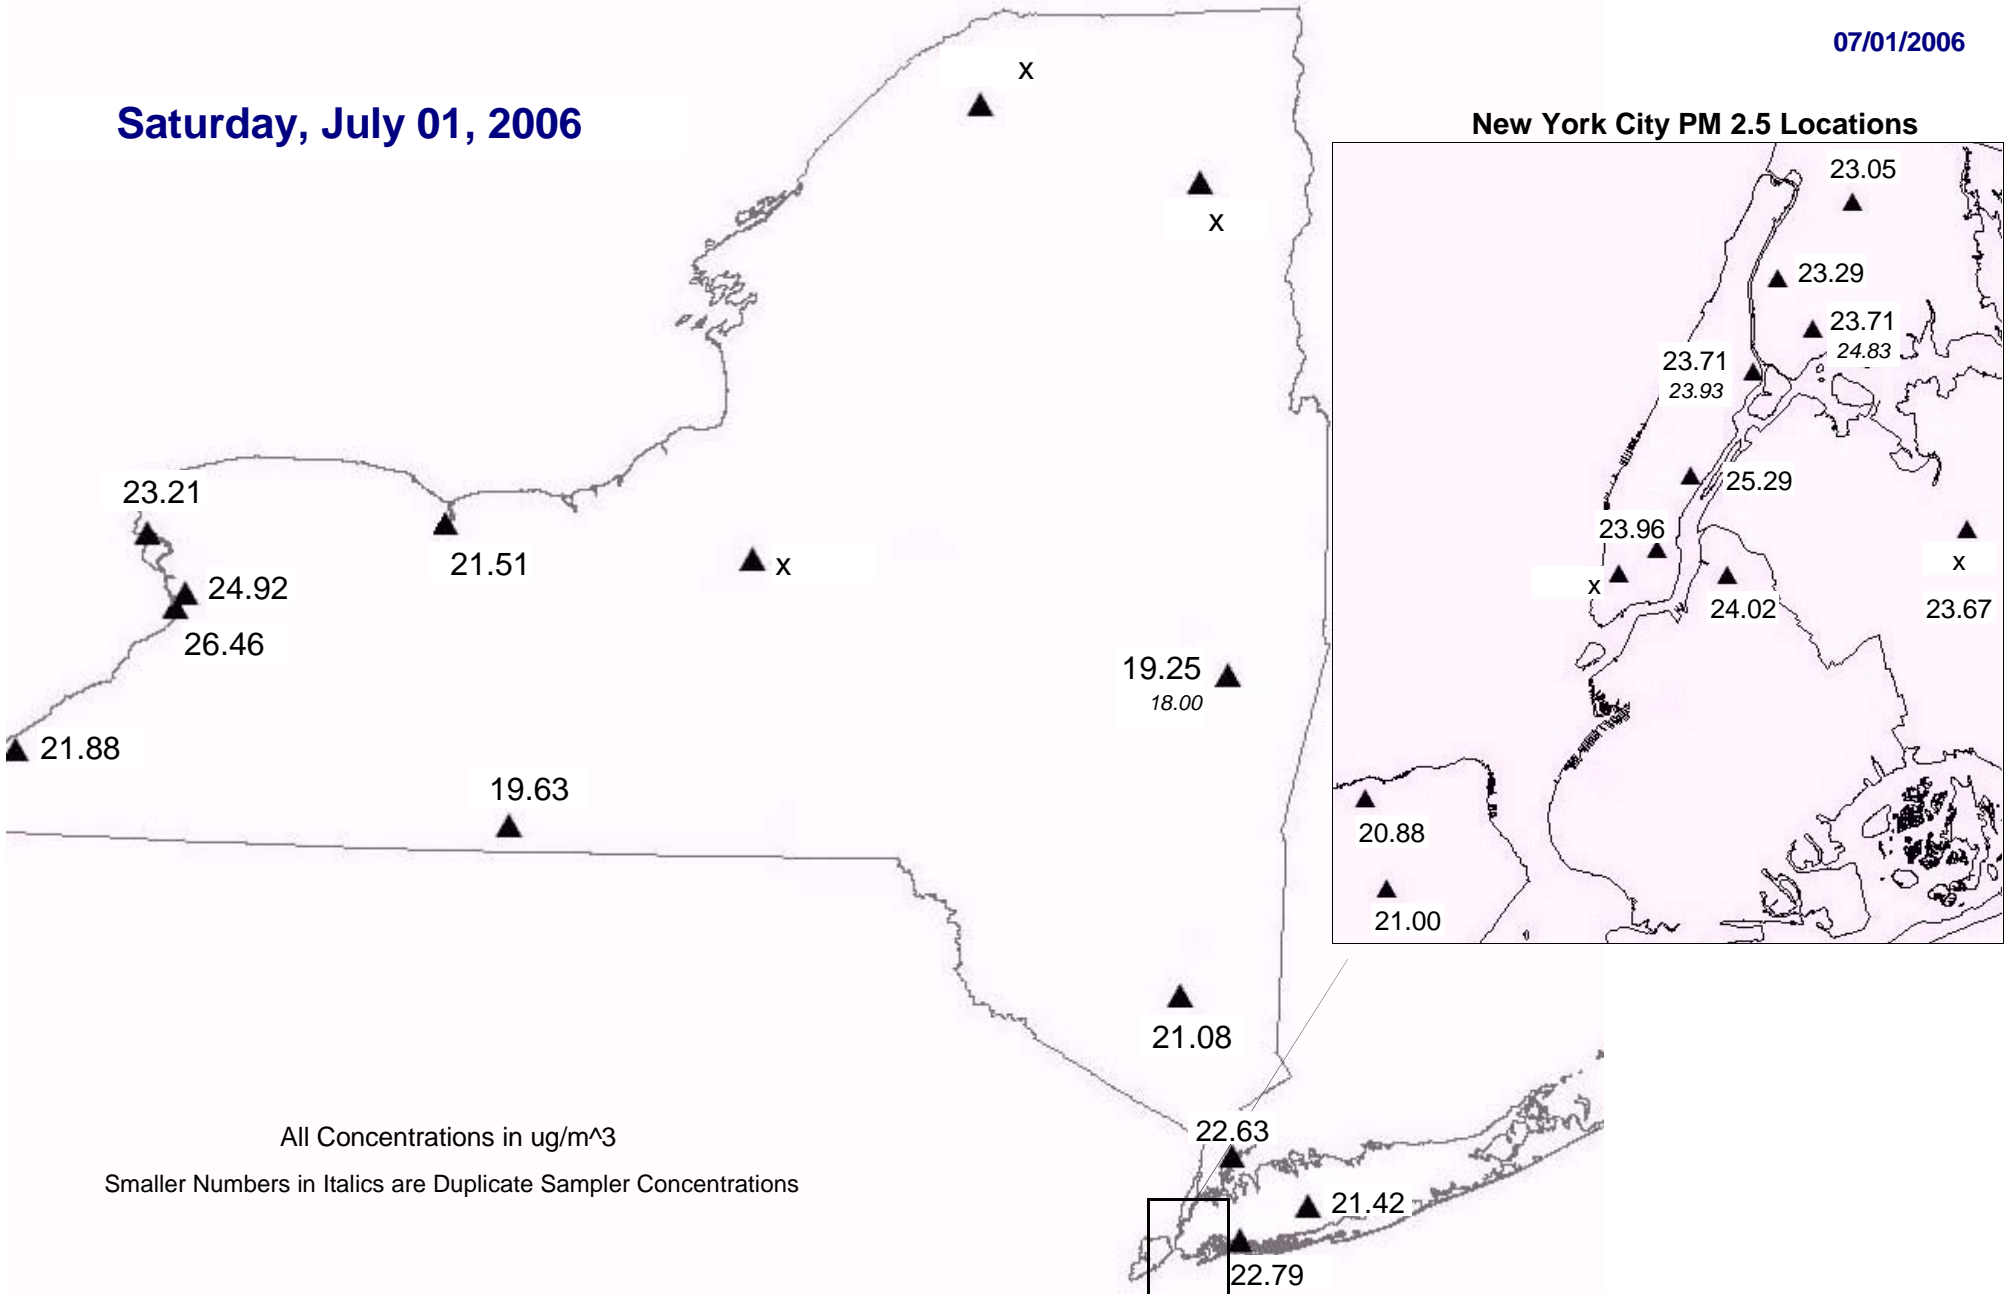 07/01/2006
Saturday, July 01, 2006
x
x
23.21
21.51
x
24.92
26.46
19.25
18.00
21.88
19.63
21.08
22.63
21.42
22.79
All Concentrations in ug/m^3
Smaller Numbers in Italics are Duplicate Sampler Concentrations
New York City PM 2.5 Locations
23.05
23.29
23.71
24.83
23.71
23.93
25.29
23.96
x
x
24.02
23.67
20.88
21.00